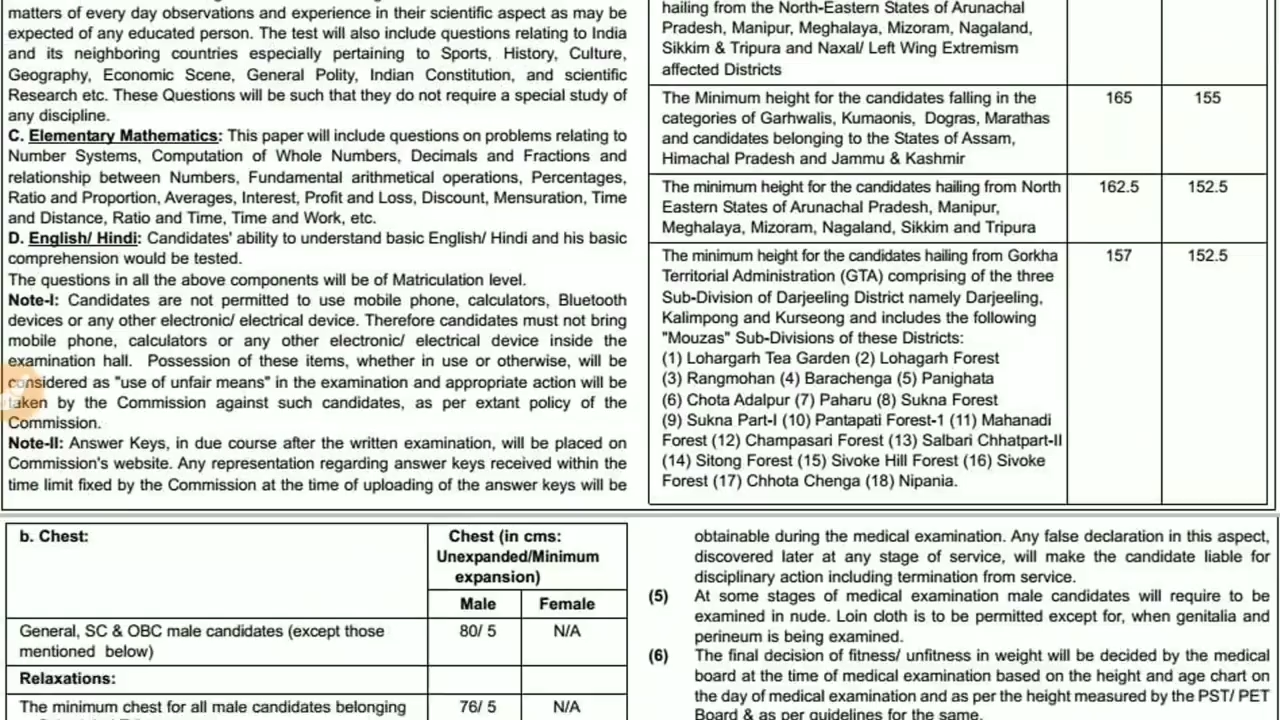 matters of every day observations and experience in their scientific aspect as may be
expected of any educated person. The test will also include questions relating to India
and its neighboring countries especially pertaining to Sports, History, Culture,
Geography, Economic Scene, General Polity, Indian Constitution, and scientific
Research etc. These Questions will be such that they do not require a special study of
any discipline.
C. Elementary Mathematics: This paper will include questions on problems relating to
Number Systems, Computation of Whole Numbers, Decimals and Fractions and
relationship between Numbers, Fundamental arithmetical operations, Percentages,
Ratio and Proportion, Averages, Interest, Profit and Loss, Discount, Mensuration, Time
and Distance, Ratio and Time, Time and Work, etc.
D. English/ Hindi: Candidates' ability to understand basic English/ Hindi and his basic
comprehension would be tested.
The questions in all the above components will be of Matriculation level.
Note-I: Candidates are not permitted to use mobile phone, calculators, Bluetooth
devices or any other electronic/ electrical device. Therefore candidates must not bring
mobile phone, calculators or any other electronic/ electrical device inside the
examination hall. Possession of these items, whether in use or otherwise, will be
considered as "use of unfair means" in the examination and appropriate action will be
taken by the Commission against such candidates, as per extant policy of the
Commission.
Note-II: Answer Keys, in due course after the written examination, will be placed on
Commission's website. Any representation regarding answer keys received within the
time limit fixed by the Commission at the time of uploading of the answer keys will be
hailing from the North-Eastern States of Arunachal
Pradesh, Manipur, Meghalaya, Mizoram, Nagaland,
Sikkim & Tripura and Naxal/ Left Wing Extremism
affected Districts
The Minimum height for the candidates falling in the 165 155
categories of Garhwalis, Kumaonis, Dogras, Marathas
and candidates belonging to the States of Assam,
Himachal Pradesh and Jammu & Kashmir
The minimum height for the candidates hailing from North 162.5 152.5
Eastern States of Arunachal Pradesh, Manipur,
Meghalaya, Mizoram, Nagaland, Sikkim and Tripura
The minimum height for the candidates hailing from Gorkha 157 152.5
Territorial Administration (GTA) comprising of the three
Sub-Division of Darjeeling District namely Darjeeling,
Kalimpong and Kurseong and includes the following
"Mouzas" Sub-Divisions of these Districts:
(1) Lohargarh Tea Garden (2) Lohagarh Forest
(3) Rangmohan (4) Barachenga (5) Panighata
(6) Chota Adalpur (7) Paharu (8) Sukna Forest
(9) Sukna Part-I (10) Pantapati Forest-1 (11) Mahanadi
Forest (12) Champasari Forest (13) Salbari Chhatpart-II
(14) Sitong Forest (15) Sivoke Hill Forest (16) Sivoke
Forest (17) Chhota Chenga (18) Nipania.
b. Chest: Chest (in cms:
Unexpanded/Minimum
expansion)
Male Female
General, SC & OBC male candidates (except those 80/ 5 N/A
mentioned below)
Relaxations:
The minimum chest for all male candidates belonging 76/ 5 N/A
obtainable during the medical examination. Any false declaration in this aspect,
discovered later at any stage of service, will make the candidate liable for
disciplinary action including termination from service.
(5) At some stages of medical examination male candidates will require to be
examined in nude. Loin cloth is to be permitted except for, when genitalia and
perineum is being examined.
(6) The final decision of fitness/ unfitness in weight will be decided by the medical
board at the time of medical examination based on the height and age chart on
the day of medical examination and as per the height measured by the PST/ PET
Board & as per guidelines for the same.